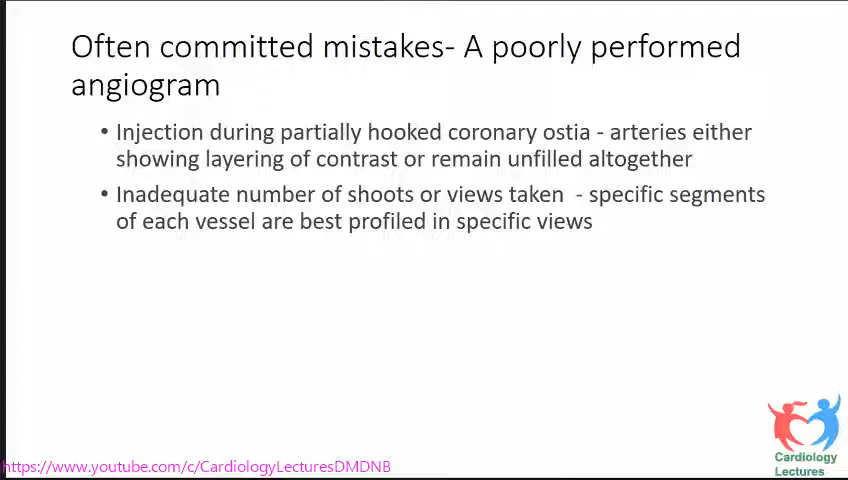 Often committed mistakes- A poorly performed
angiogram
• Injection during partially hooked coronary ostia - arteries either
showing layering of contrast or remain unfilled altogether
• Inadequate number of shoots or views taken - specific segments
of each vessel are best profiled in specific views
Cardiology
Lectures
https://www.youtube.com/c/CardiologyLecturesDMDNB